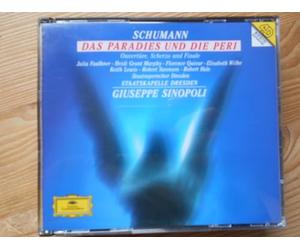 SCHUMANN
DAS PARADIES UND DIE PERI
Ouvertüre, Scherzo und Finale
Julia Faulkner · Heidi Grant Murphy · Florence Quivar · Elisabeth Wilke
Keith Lewis · Robert Swensen · Robert Hale
Staatsopernchor Dresden
STAATSKAPELLE DRESDEN
GIUSEPPE SINOPOLI